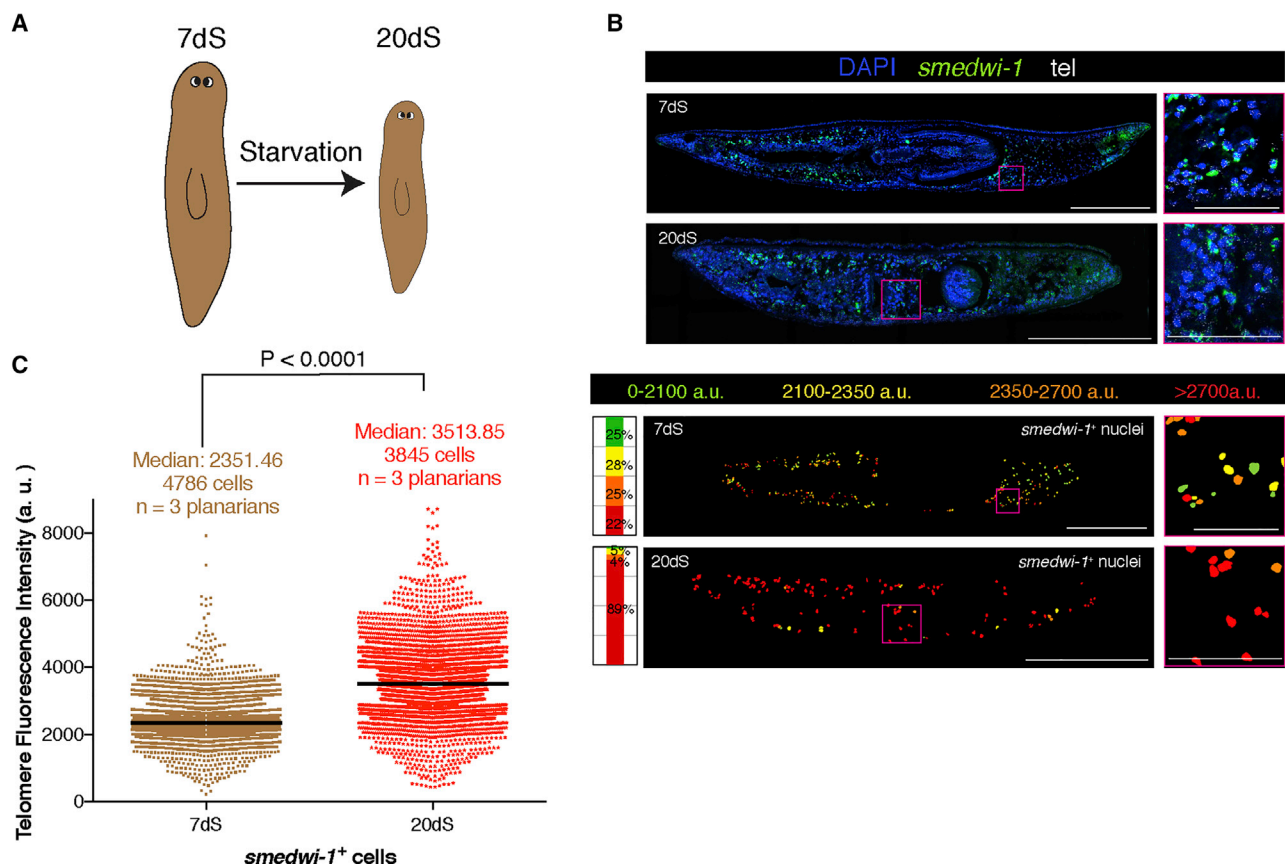 A
7dS
20dS
Starvation
B
DAPI smedwi-1 tel
7dS
20dS
0-2100 a.u. 2100-2350 a.u. 2350-2700 a.u. >2700a.u.
25%
28%
25%
22%
7dS
smedwi-1+ nuclei
5%
4%
89%
20dS
smedwi-1+ nuclei
C
P < 0.0001
Median: 2351.46
4786 cells
n = 3 planarians
Median: 3513.85
3845 cells
n = 3 planarians
Telomere Fluorescence Intensity (a. u. )
8000
6000
4000
2000
0
7dS
20dS
smedwi-1+ cells